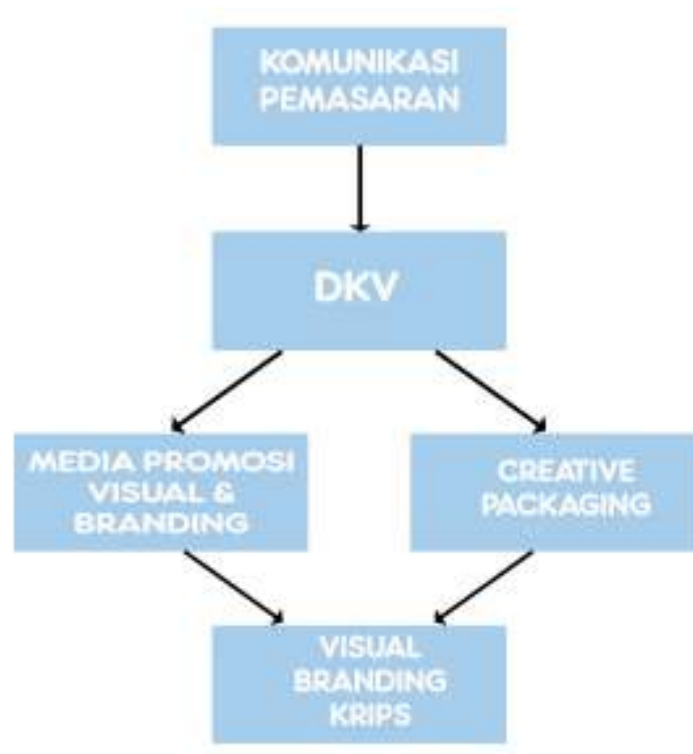 KOMUNIKASI
PEMASARAN
DKV
MEDIA PROMOSI
VISUAL &
BRANDING
CREATIVE
PACKAGING
VISUAL
BRANDING
KRIPS